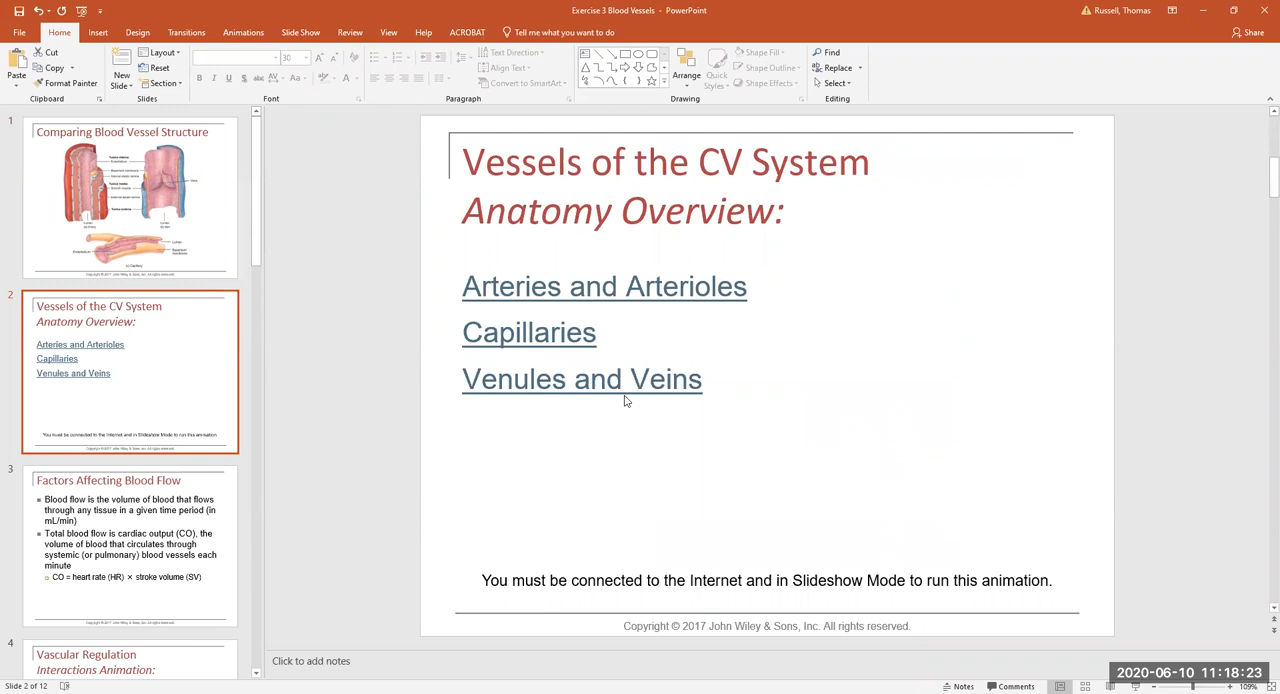 Exercise 3 Blood Vessels - PowerPoint
Russell, Thomas
File Home Insert Design Transitions Animations Slide Show Review View Help ACROBAT Tell me what you want to do Share
Paste
Cut
Copy
Format Painter
Clipboard
New Slide
Layout
Reset
Section
Slides
30
Font
Text Direction
Align Text
Convert to SmartArt
Paragraph
Arrange
Quick Styles
Shape Fill
Shape Outline
Shape Effects
Drawing
Find
Replace
Select
Editing
1
Comparing Blood Vessel Structure
2
Vessels of the CV System
Anatomy Overview:
Arteries and Arterioles
Capillaries
Venules and Veins
You must be connected to the Internet and in Slideshow Mode to run this animation.
Copyright © 2017 John Wiley & Sons, Inc. All rights reserved.
3
Factors Affecting Blood Flow
Blood flow is the volume of blood that flows
through any tissue in a given time period (in
mL/min)
Total blood flow is cardiac output (CO), the
volume of blood that circulates through
systemic (or pulmonary) blood vessels each
minute
CO = heart rate (HR) × stroke volume (SV)
4
Vascular Regulation
Interactions Animation:
Vessels of the CV System
Anatomy Overview:
Arteries and Arterioles
Capillaries
Venules and Veins
You must be connected to the Internet and in Slideshow Mode to run this animation.
Copyright © 2017 John Wiley & Sons, Inc. All rights reserved.
Click to add notes
2020-06-10 11:18:23
Slide 2 of 12
Notes
Comments
109%